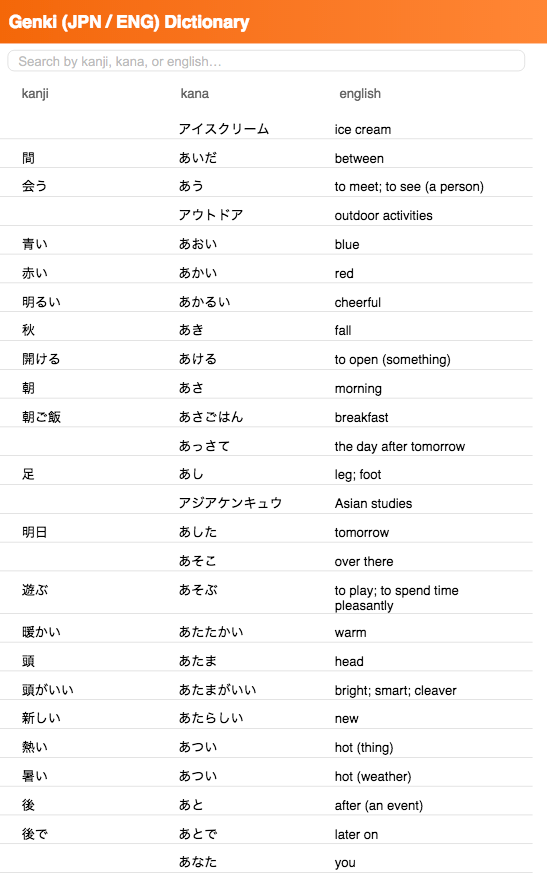 Genki (JPN / ENG) Dictionary
Search by kanji, kana, or english…
kanji kana english
アイスクリーム ice cream
間 あいだ between
会う あう to meet; to see (a person)
アウトドア outdoor activities
青い あおい blue
赤い あかい red
明るい あかるい cheerful
秋 あき fall
開ける あける to open (something)
朝 あさ morning
朝ご飯 あさごはん breakfast
あっさて the day after tomorrow
足 あし leg; foot
アジアケンキュウ Asian studies
明日 あした tomorrow
あそこ over there
遊ぶ あそぶ to play; to spend time
pleasantly
暖かい あたたかい warm
頭 あたま head
頭がいい あたまがいい bright; smart; cleaver
新しい あたらしい new
熱い あつい hot (thing)
暑い あつい hot (weather)
後 あと after (an event)
後で あとで later on
あなた you